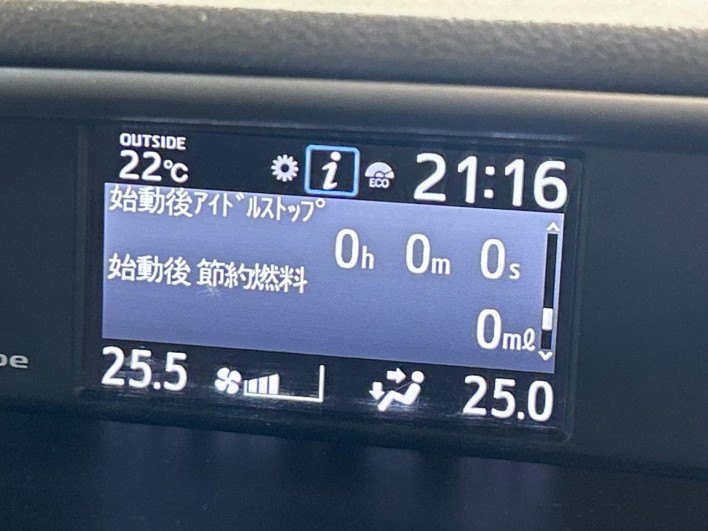 OUTSIDE
22℃
i
ECO
21:16
始動後アイドルストップ
0h 0m 0s
始動後 節約燃料
0mℓ
25.5
25.0